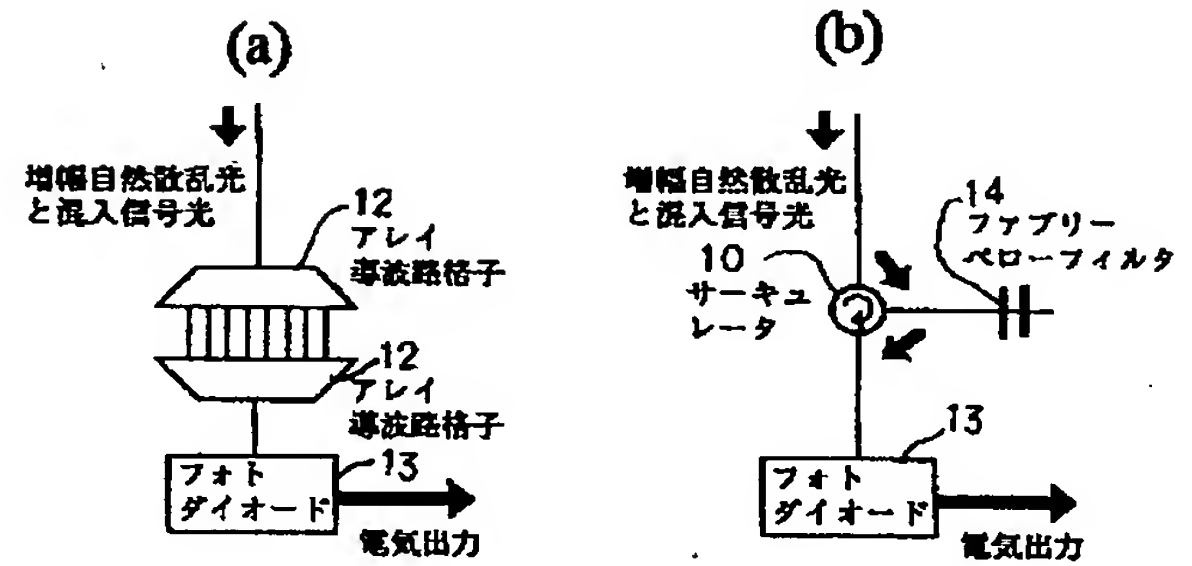 (a)
増幅自然散乱光
と混入信号光
12
アレイ
導波路格子
12
アレイ
導波路格子
13
フォト
ダイオード
電気出力
(b)
増幅自然散乱光
と混入信号光
14
ファブリー
ペローフィルタ
10
サーキュ
レータ
13
フォト
ダイオード
電気出力